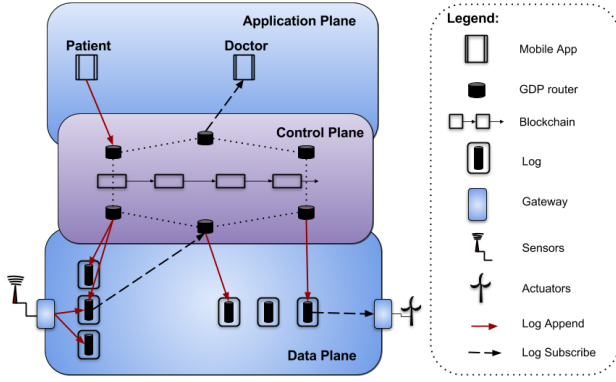 Application Plane
Patient
Doctor
Control Plane
Data Plane
Legend:
Mobile App
GDP router
Blockchain
Log
Gateway
Sensors
Actuators
Log Append
Log Subscribe